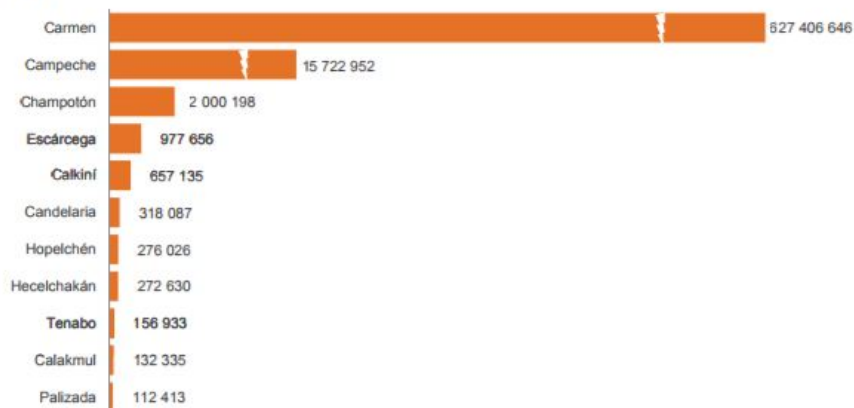 Carmen 627 406 646
Campeche 15 722 952
Champotón 2 000 198
Escárcega 977 656
Calkiní 657 135
Candelaria 318 087
Hopelchén 276 026
Hecelchakán 272 630
Tenabo 156 933
Calakmul 132 335
Palizada 112 413